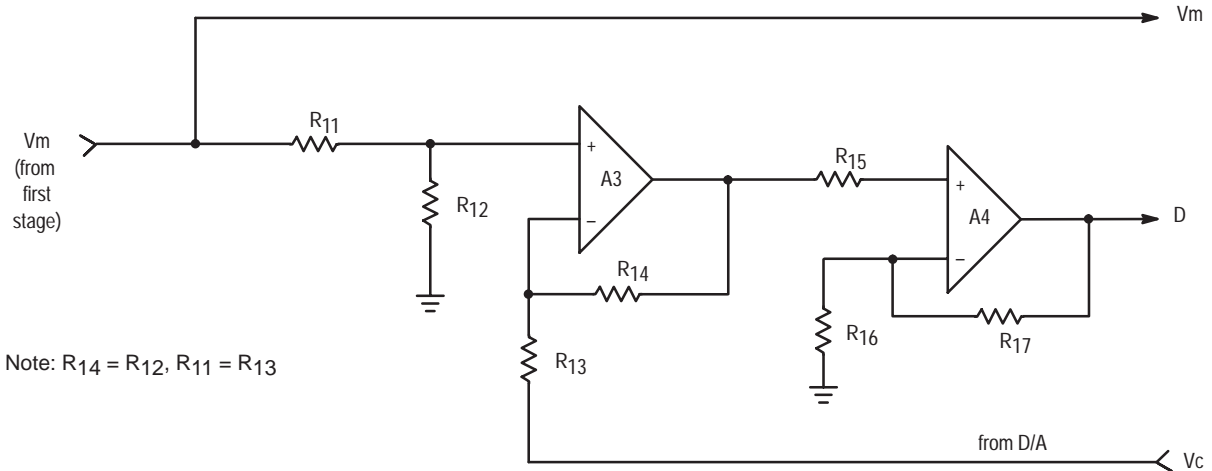 Vm
R11
Vm
(from
first
stage)
+
A3
−
R12
R15
+
A4
−
D
R14
R16
R17
Note: R14 = R12, R11 = R13
R13
from D/A
Vc